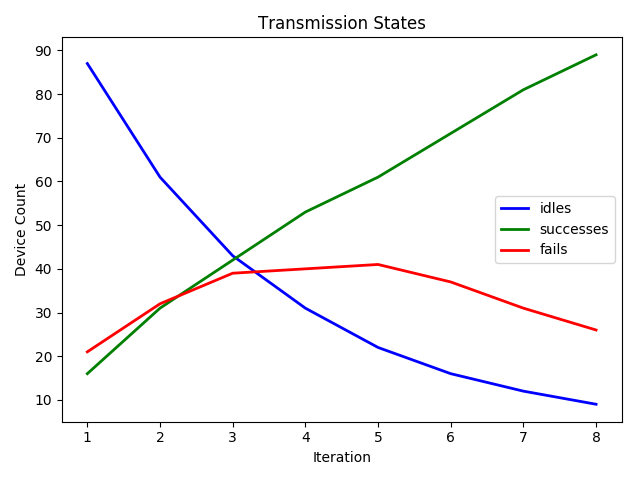 Transmission States
Device Count
90
80
70
60
50
40
30
20
10
idles
successes
fails
1 2 3 4 5 6 7 8
Iteration